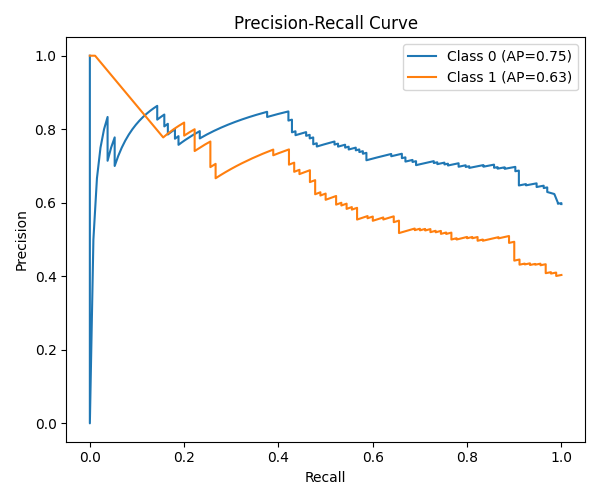 Precision-Recall Curve
Class 0 (AP=0.75)
Class 1 (AP=0.63)
1.0
0.8
0.6
0.4
0.2
0.0
Precision
0.0 0.2 0.4 0.6 0.8 1.0
Recall